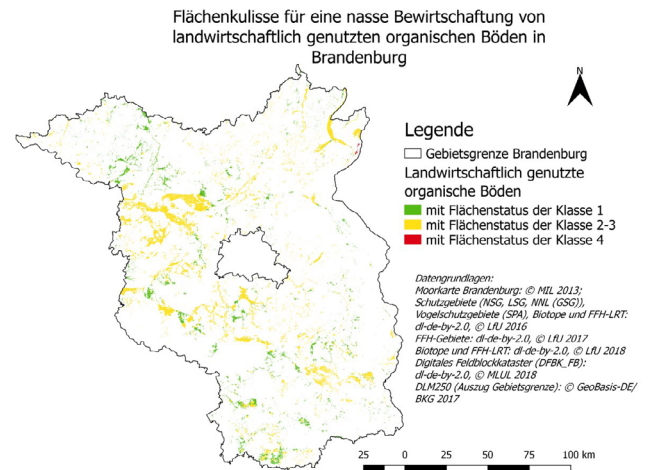 Flächenkulisse für eine nasse Bewirtschaftung von
landwirtschaftlich genutzten organischen Böden in
Brandenburg
N
Legende
Gebietsgrenze Brandenburg
Landwirtschaftlich genutzte
organische Böden
mit Flächenstatus der Klasse 1
mit Flächenstatus der Klasse 2-3
mit Flächenstatus der Klasse 4
Datengrundlagen:
Moorkarte Brandenburg: © MIL 2013;
Schutzgebiete (NSG, LSG, NNL (GSG)),
Vogelschutzgebiete (SPA), Biotope und FFH-LRT:
dl-de-by-2.0, © LfU 2016
FFH-Gebiete: dl-de-by-2.0, © LfU 2017
Biotope und FFH-LRT: dl-de-by-2.0, © LfU 2018
Digitales Feldblockkataster (DFBK_FB):
dl-de-by-2.0, © MLUL 2018
DLM250 (Auszug Gebietsgrenze): © GeoBasis-DE/
BKG 2017
25 0 25 50 75 100 km